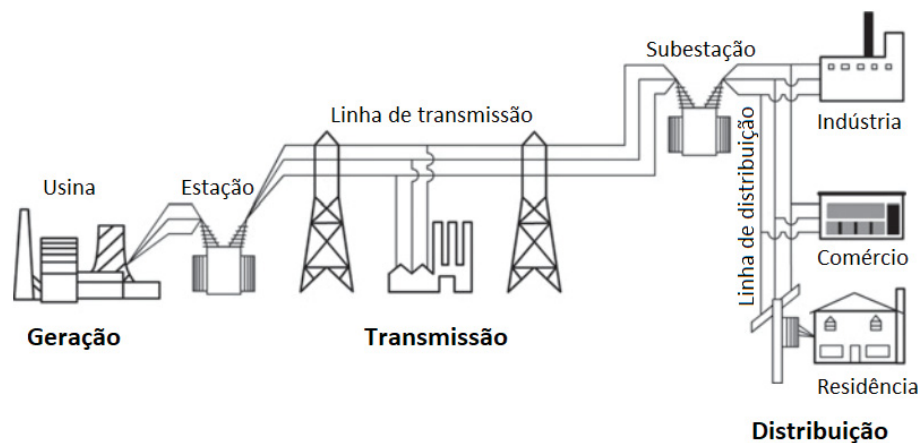 Usina
Estação
Linha de transmissão
Subestação
Indústria
Linha de distribuição
Comércio
Residência
Geração
Transmissão
Distribuição